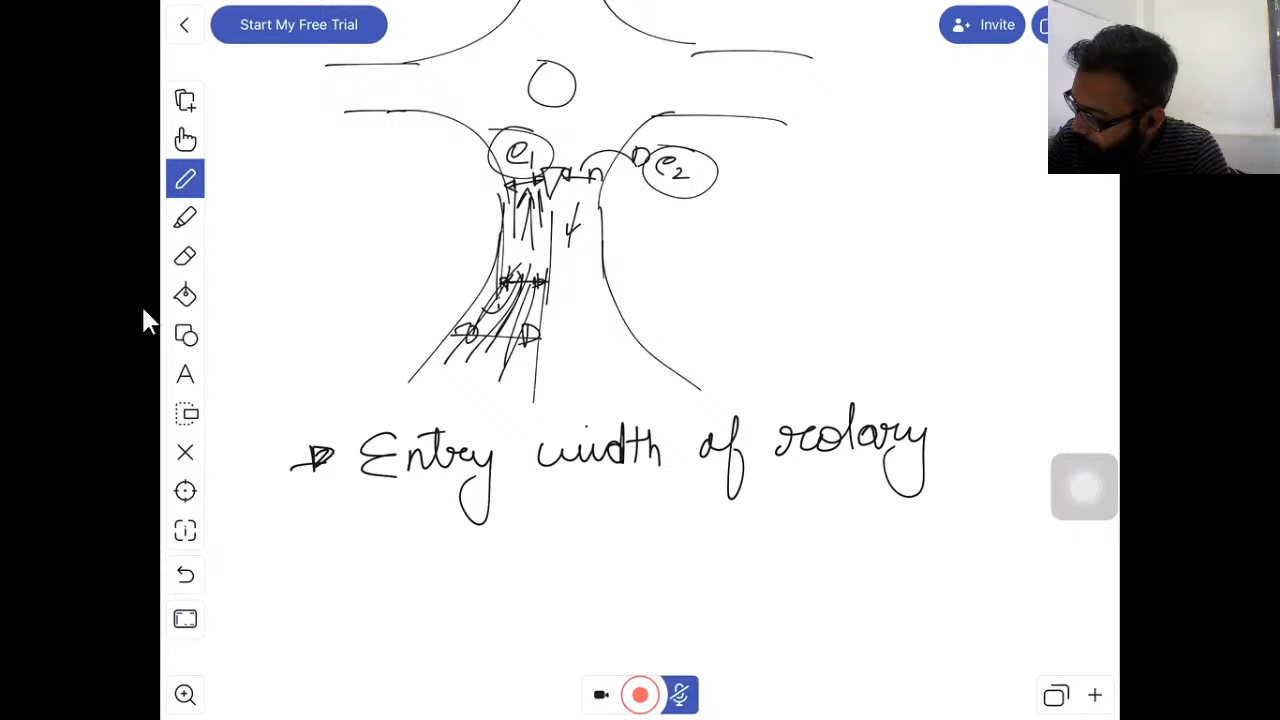 Start My Free Trial
Invite
e1
e2
A
Entry width of rotary